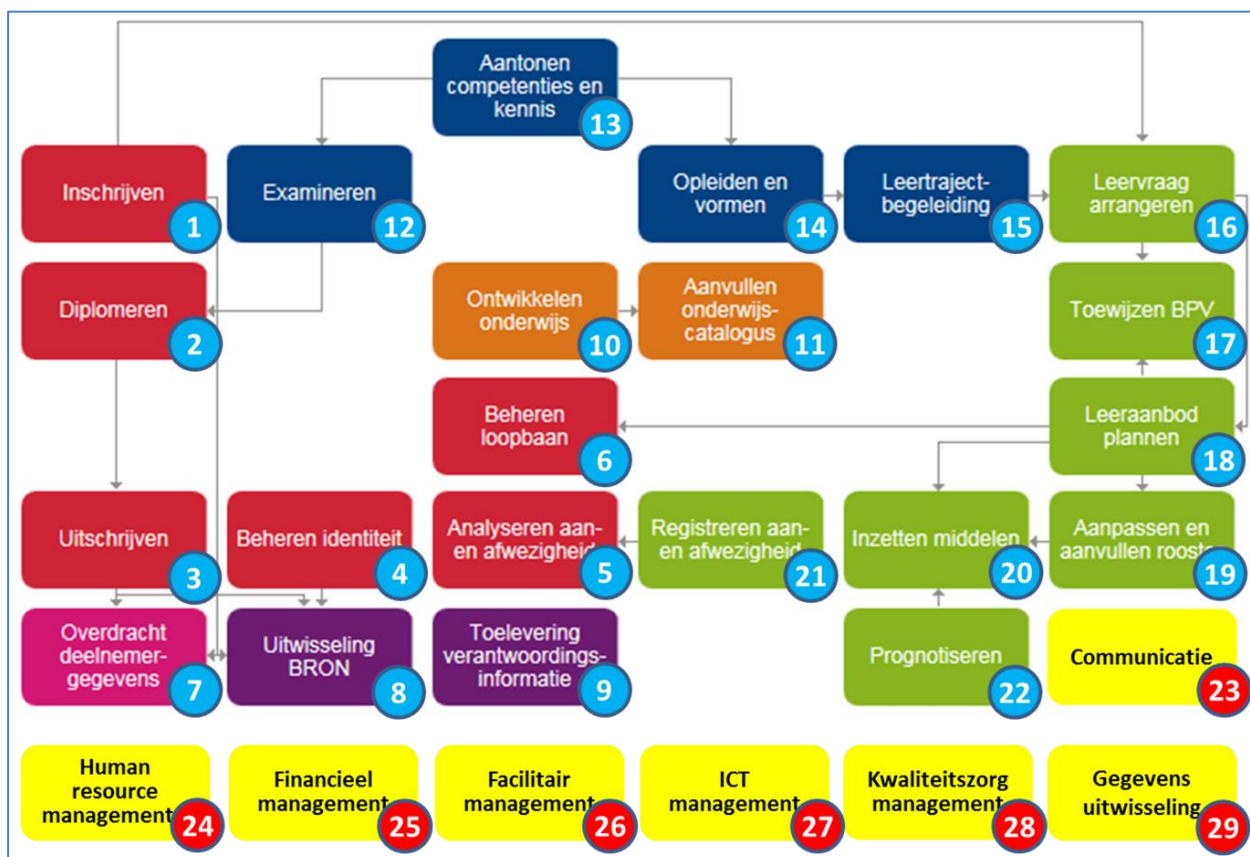 Aantonen
competenties en
kennis
13
Inschrijven
1
Examineren
12
Opleiden en
vormen
14
Leertraject-
begeleiding
15
Leervraag
arrangeren
16
Diplomeren
2
Ontwikkelen
onderwijs
10
Aanvullen
onderwijs-
catalogus
11
Toewijzen BPV
17
Beheren
loopbaan
6
Leeraanbod
plannen
18
Uitschrijven
3
Beheren identiteit
4
Analyseren aan-
en afwezigheid
5
Registreren aan-
en afwezigheid
21
Inzetten middelen
20
Aanpassen en
aanvullen rooste
19
Overdracht
deelnemer-
gegevens
7
Uitwisseling
BRON
8
Toelevering
verantwoordings-
informatie
9
Prognotiseren
22
Communicatie
23
Human
resource
management
24
Financieel
management
25
Facilitair
management
26
ICT
management
27
Kwaliteitszorg
management
28
Gegevens
uitwisseling
29